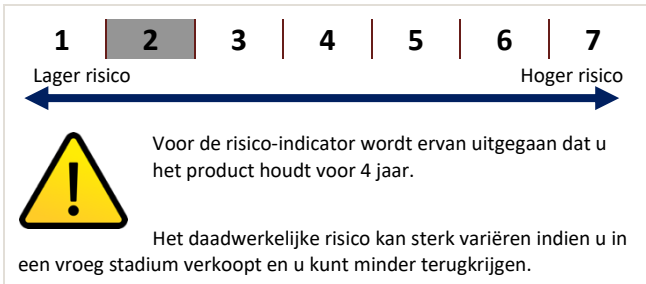 1 2 3 4 5 6 7
Lager risico Hoger risico
Voor de risico-indicator wordt ervan uitgegaan dat u
het product houdt voor 4 jaar.
Het daadwerkelijke risico kan sterk variëren indien u in
een vroeg stadium verkoopt en u kunt minder terugkrijgen.